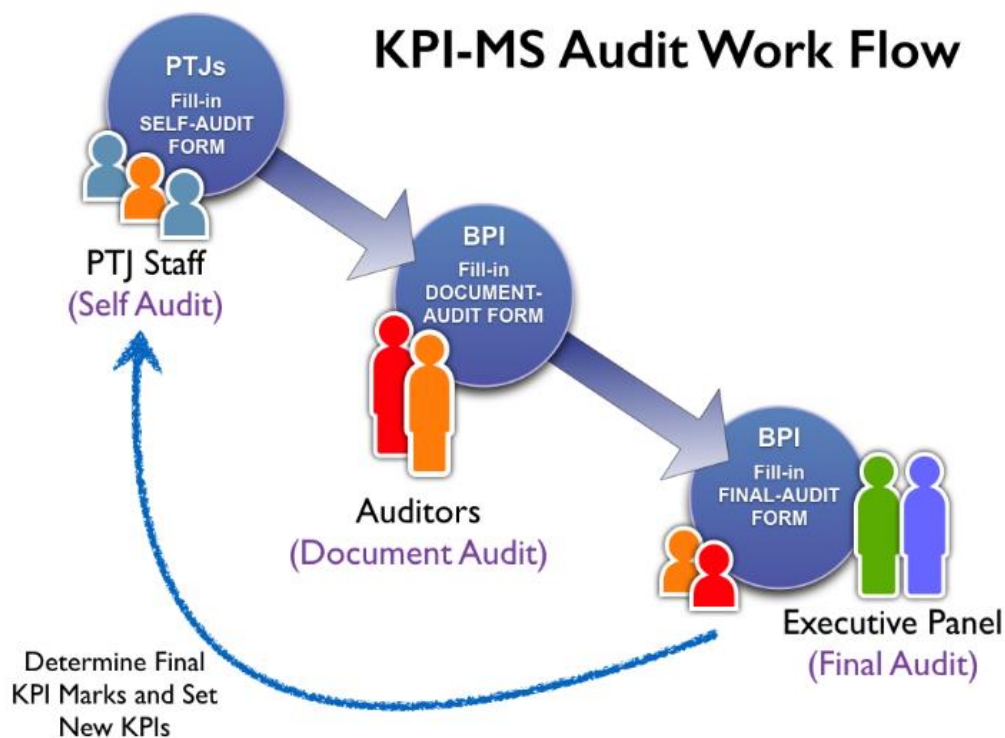 KPI-MS Audit Work Flow
PTJs
Fill-in
SELF-AUDIT
FORM
PTJ Staff
(Self Audit)
BPI
Fill-in
DOCUMENT-
AUDIT FORM
Auditors
(Document Audit)
BPI
Fill-in
FINAL-AUDIT
FORM
Executive Panel
(Final Audit)
Determine Final
KPI Marks and Set
New KPIs